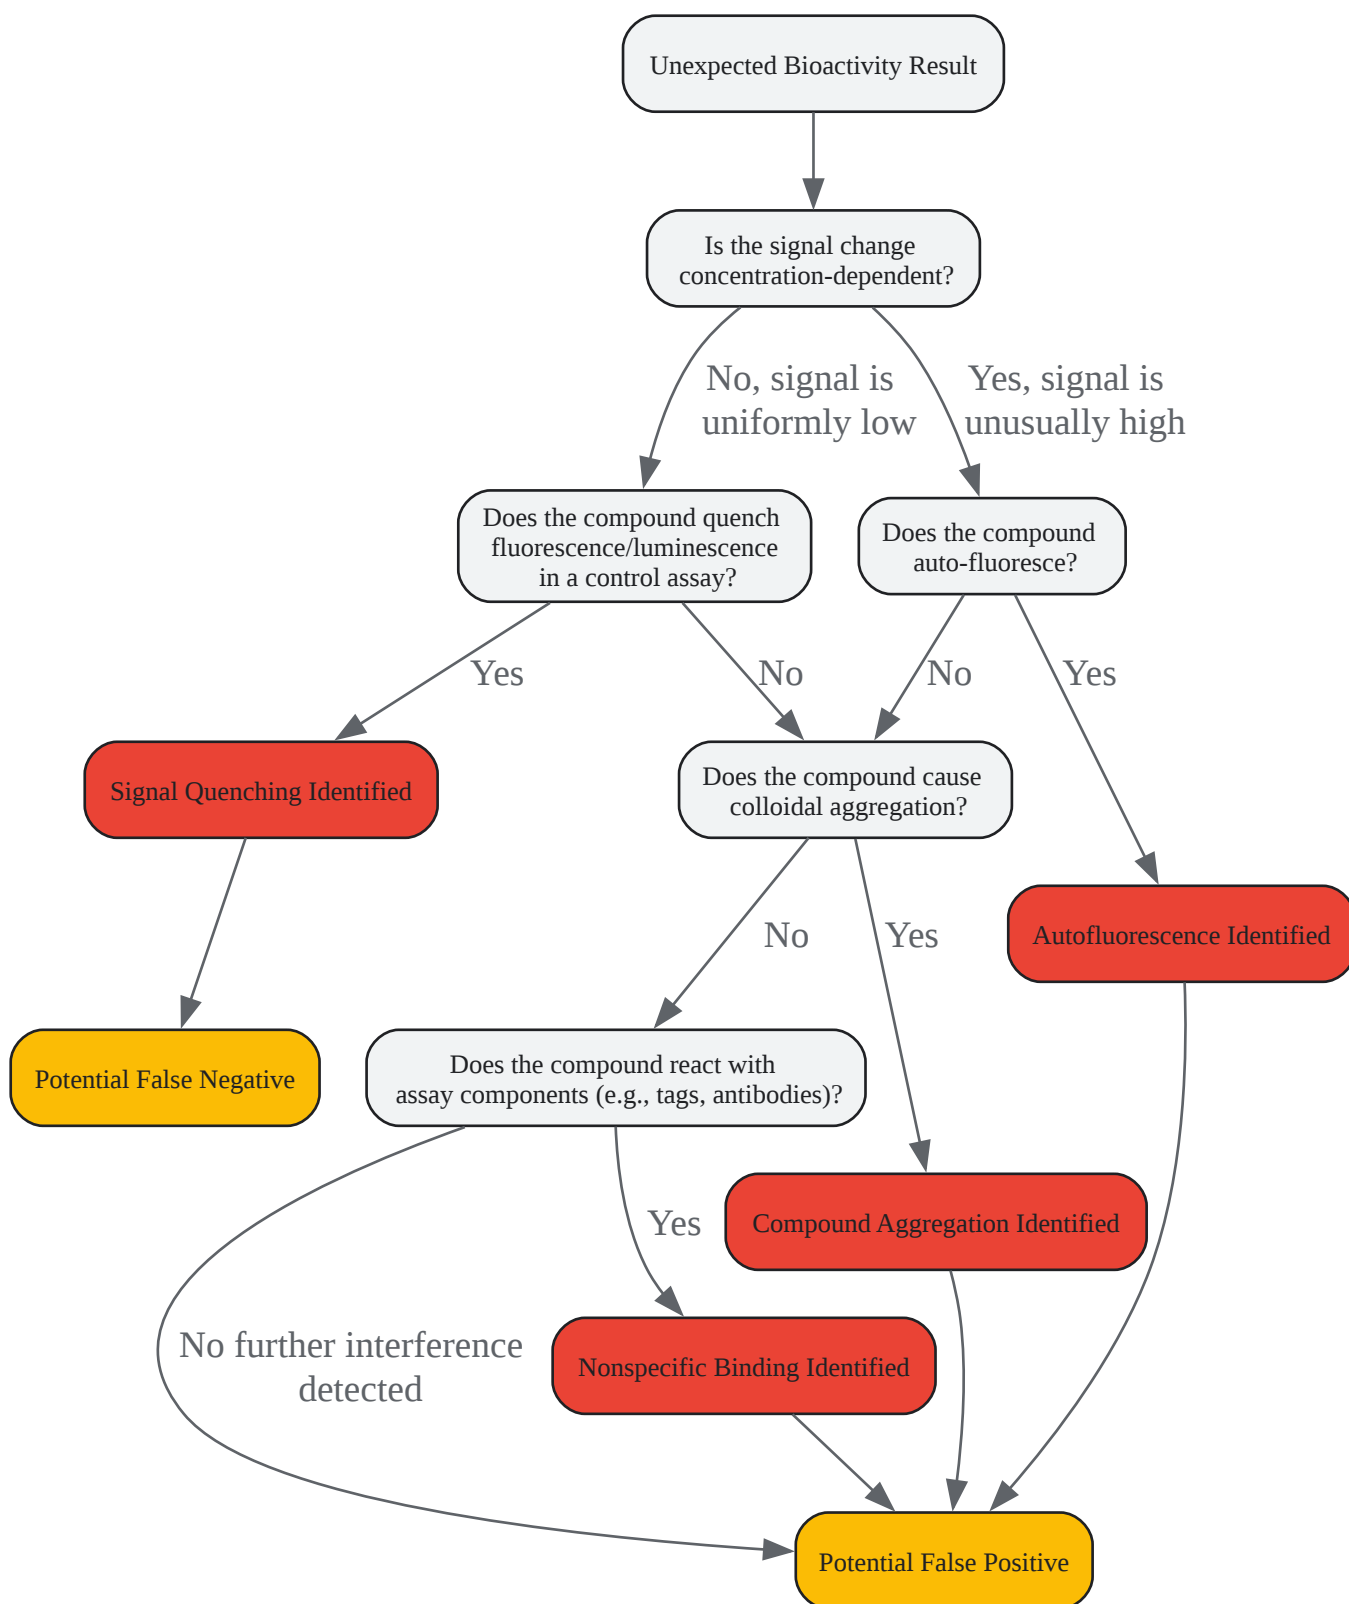 Unexpected Bioactivity Result
Is the signal change
concentration-dependent?
No, signal is
uniformly low
Yes, signal is
unusually high
Does the compound quench
fluorescence/luminescence
in a control assay?
Does the compound
auto-fluoresce?
Yes
No
No
Yes
Signal Quenching Identified
Does the compound cause
colloidal aggregation?
No
Yes
Autofluorescence Identified
Potential False Negative
Does the compound react with
assay components (e.g., tags, antibodies)?
Yes
Compound Aggregation Identified
No further interference
detected
Nonspecific Binding Identified
Potential False Positive